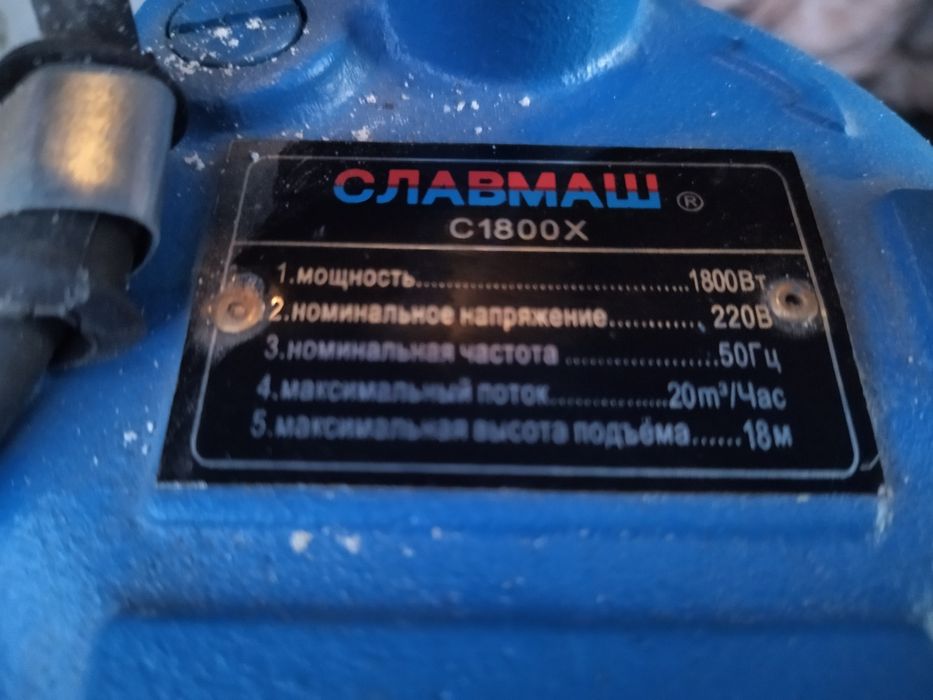 СЛАВМАШ ®
С1800Х
1.мощность....................................1800Вт
2.номинальное напряжение............ 220В
3.номинальная частота ....................50Гц
4.максимальный поток................20m³/Час
5.максимальная высота подъёма......18м